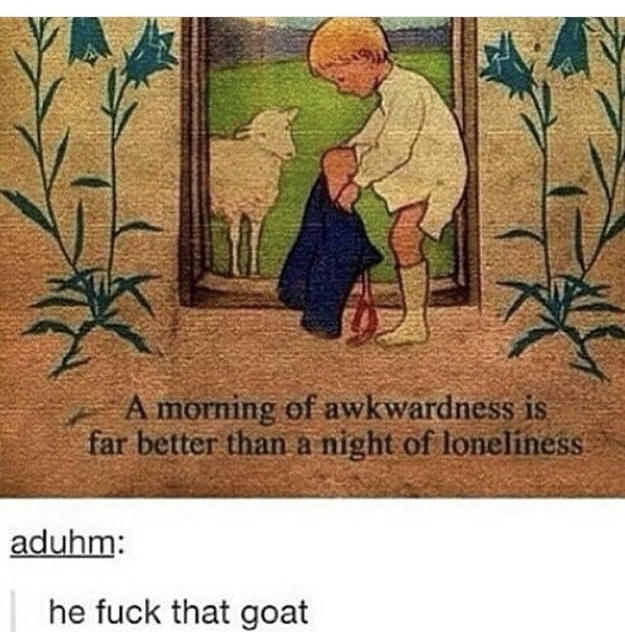 A morning of awkwardness is
far better than a night of loneliness
aduhm:
he fuck that goat